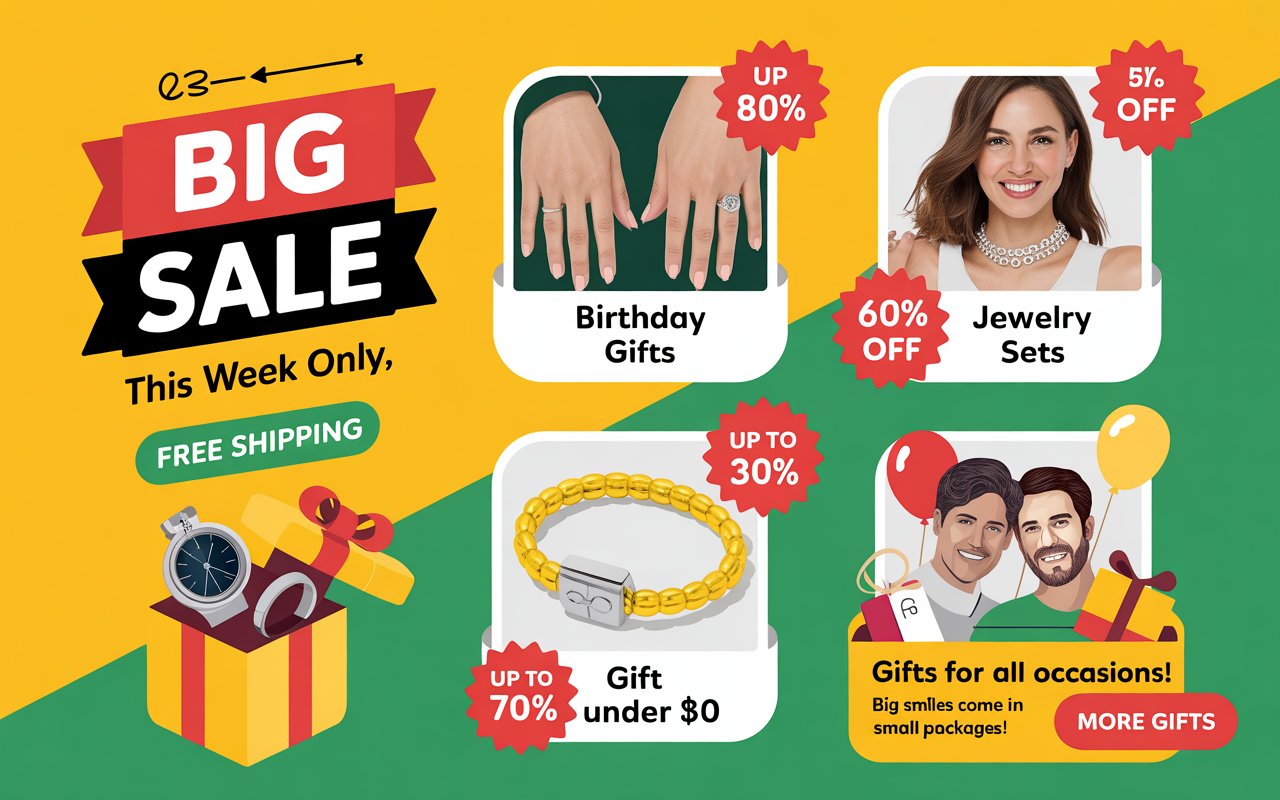 BIG
SALE
This Week Only,
FREE SHIPPING
UP
80%
Birthday
Gifts
5% OFF
60%
OFF
Jewelry
Sets
UP TO
30%
UP TO
70%
Gift
under $0
Gifts for all occasions!
Big smiles come in
small packages!
MORE GIFTS